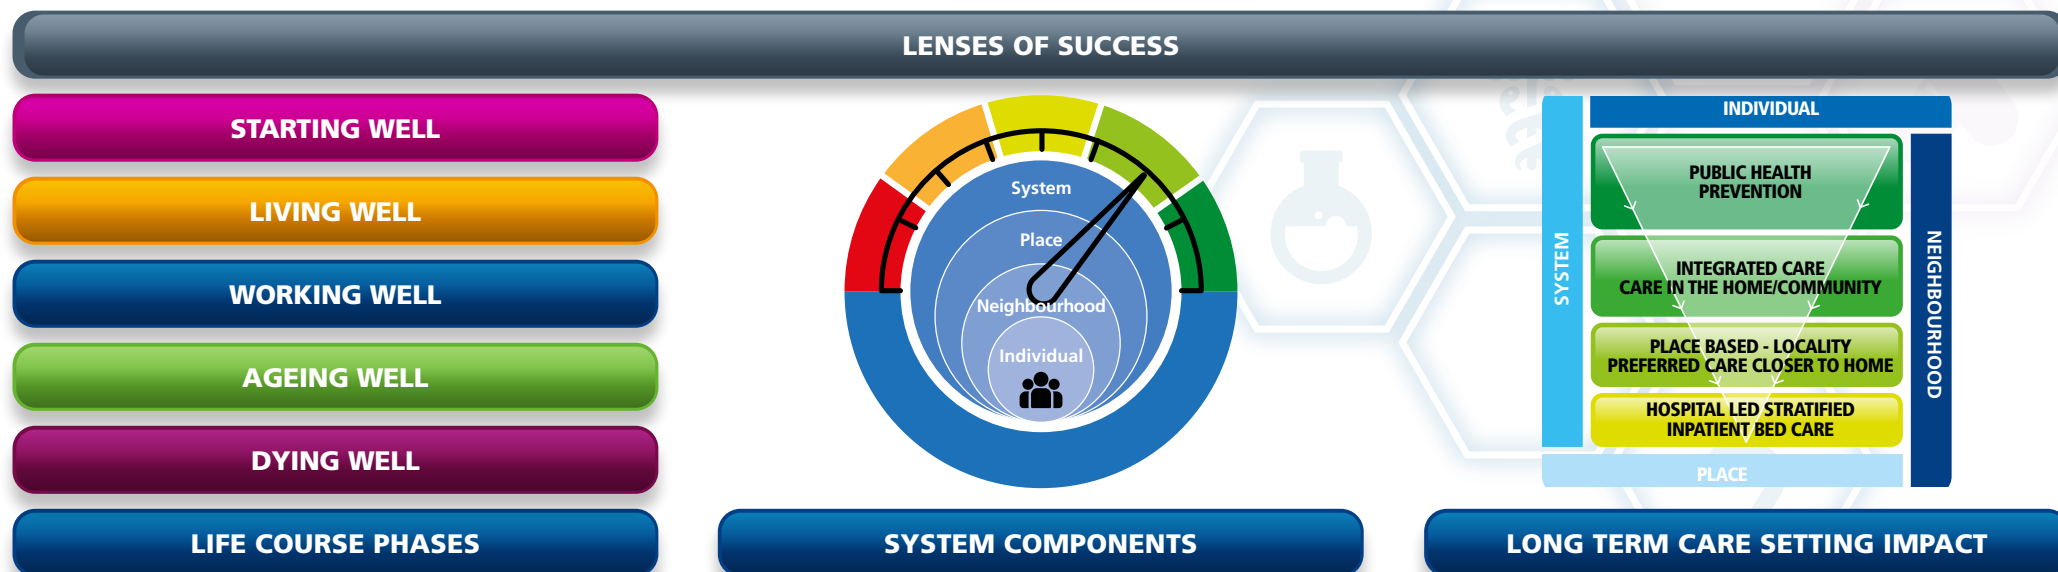 LENSES OF SUCCESS
STARTING WELL
LIVING WELL
WORKING WELL
AGEING WELL
DYING WELL
LIFE COURSE PHASES
System
Place
Neighbourhood
Individual
SYSTEM COMPONENTS
INDIVIDUAL
SYSTEM
PUBLIC HEALTH
PREVENTION
INTEGRATED CARE
CARE IN THE HOME/COMMUNITY
PLACE BASED - LOCALITY
PREFERRED CARE CLOSER TO HOME
HOSPITAL LED STRATIFIED
INPATIENT BED CARE
NEIGHBOURHOOD
PLACE
LONG TERM CARE SETTING IMPACT